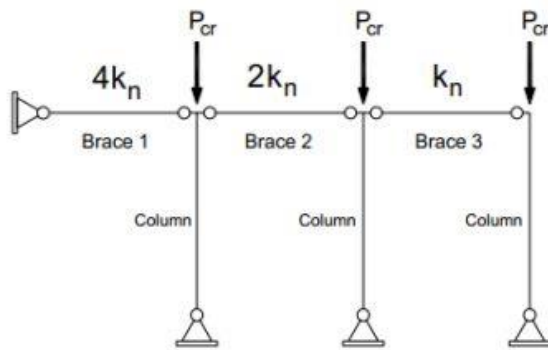 P_cr P_cr P_cr
4k_n 2k_n k_n
Brace 1 Brace 2 Brace 3
Column Column Column